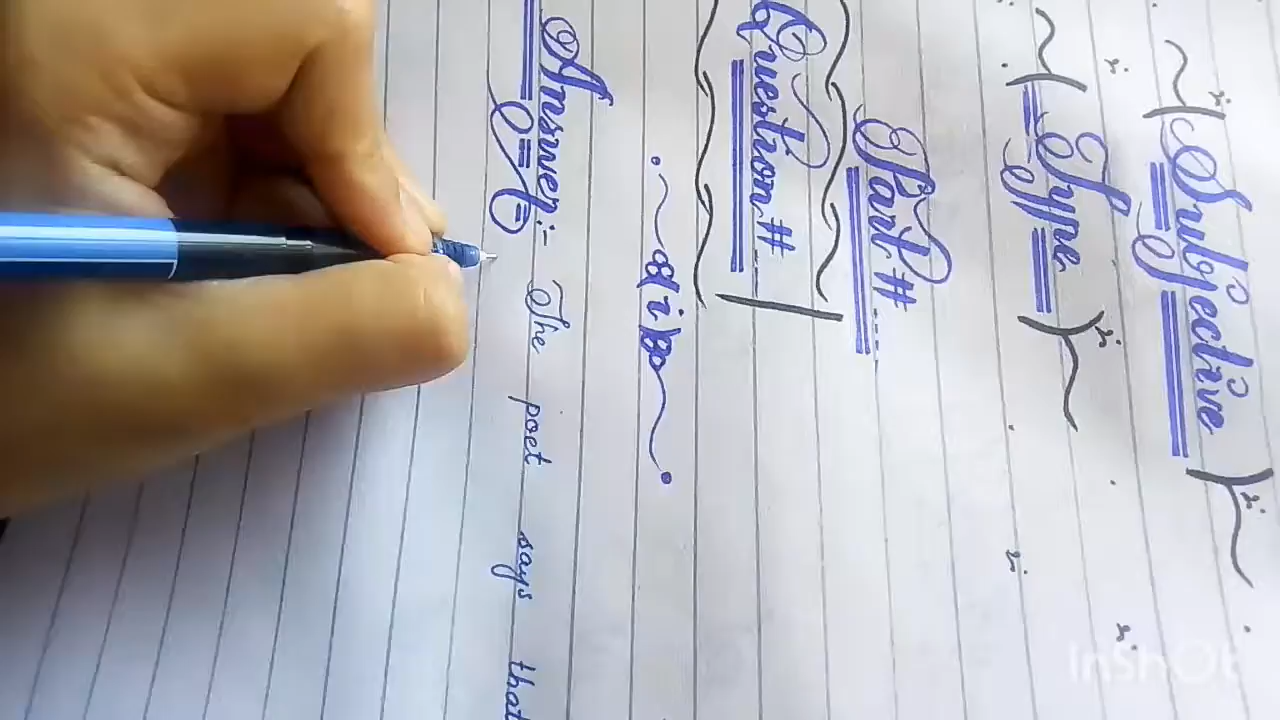 Subjective
Type
Part #....
Question #....
(i)
Answer:- The poet says that
InShOt